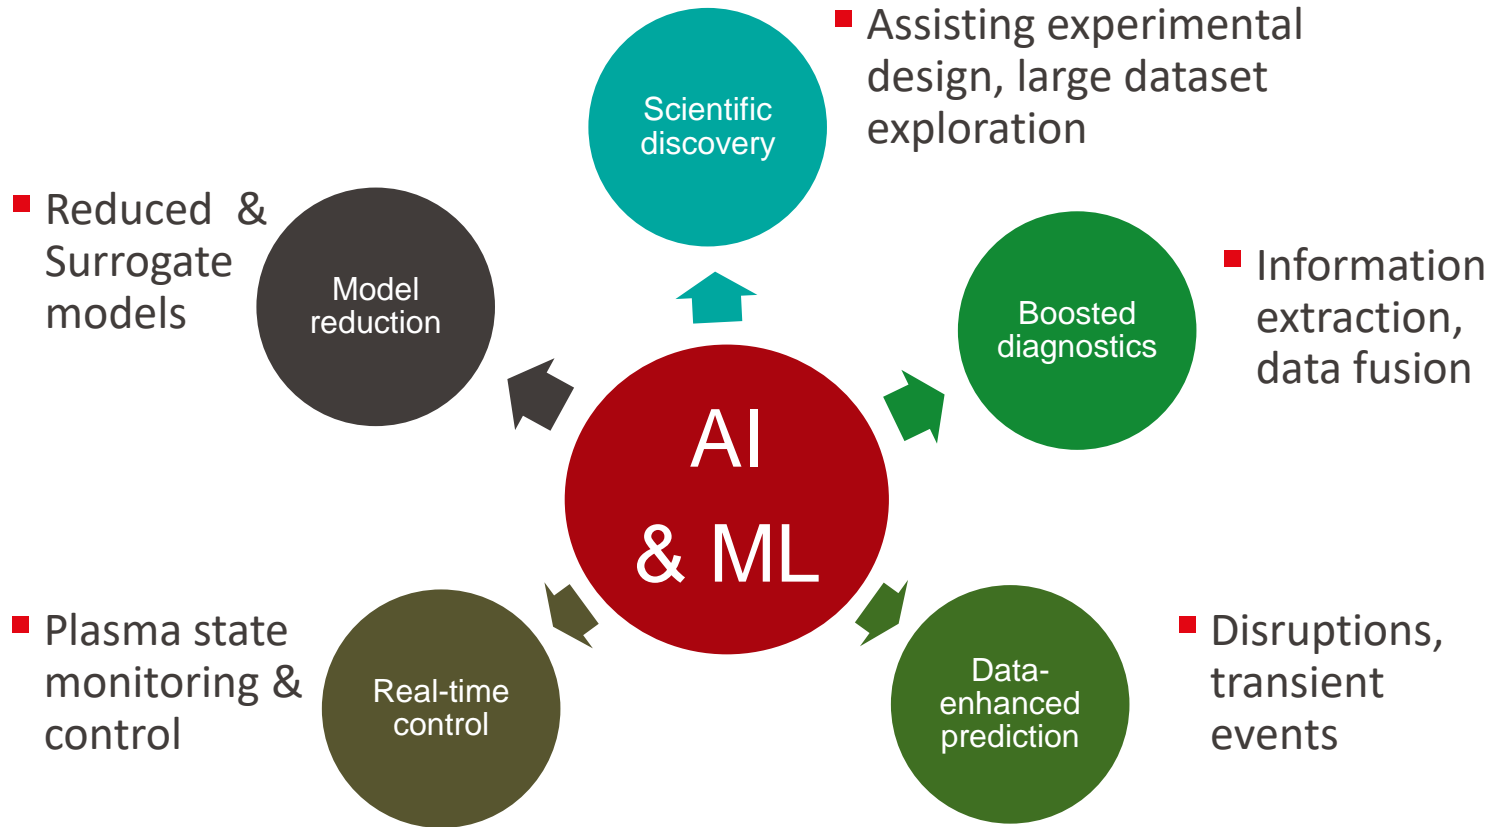 Assisting experimental
design, large dataset
exploration
Scientific
discovery
Reduced & 
Surrogate
models
Model
reduction
Boosted
diagnostics
Information
extraction,
data fusion
AI
& ML
Plasma state
monitoring &
control
Real-time
control
Data-
enhanced
prediction
Disruptions,
transient
events